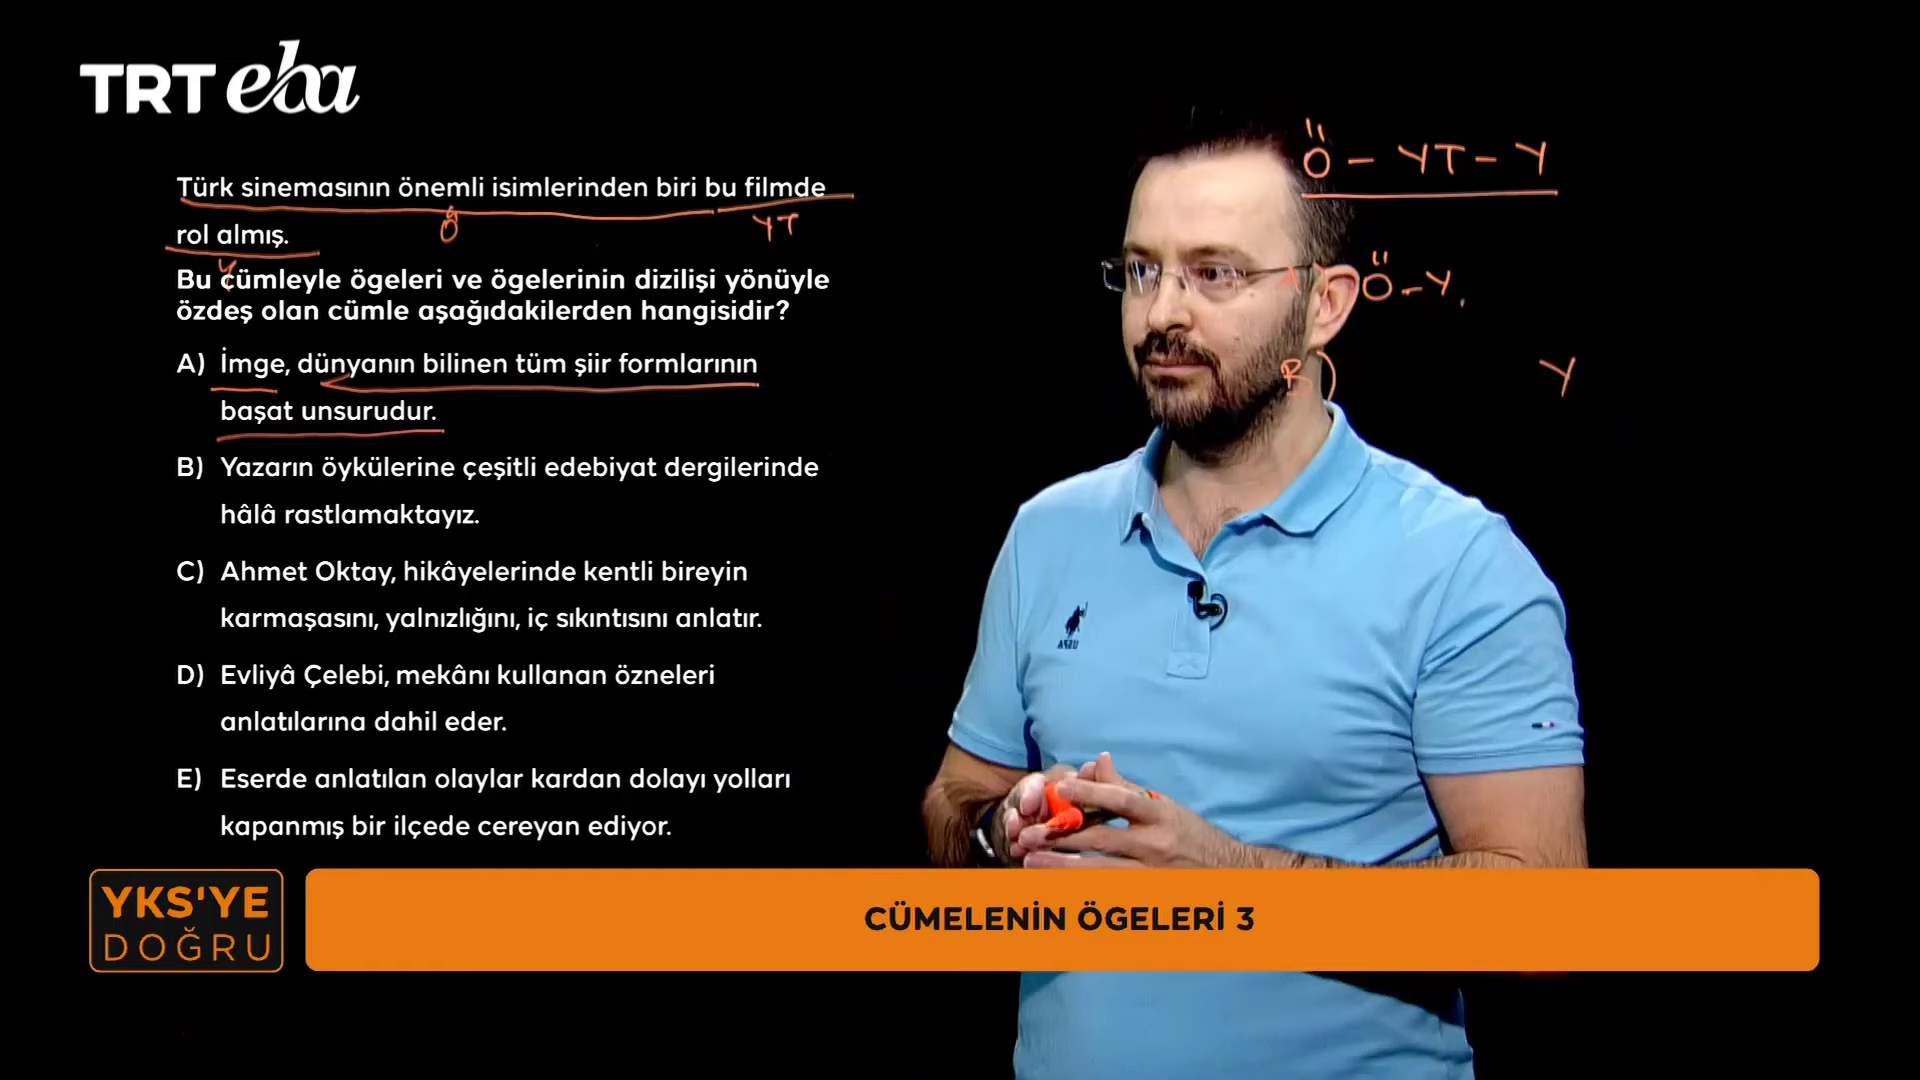 TRT eba
Ö - YT - Y
Türk sinemasının önemli isimlerinden biri bu filmde
Ö YT
rol almış.
Y
Bu cümleyle ögeleri ve ögelerinin dizilişi yönüyle
Ö - Y.
özdeş olan cümle aşağıdakilerden hangisidir?
A) İmge, dünyanın bilinen tüm şiir formlarının
B) Y
başat unsurudur.
B) Yazarın öykülerine çeşitli edebiyat dergilerinde
hâlâ rastlamaktayız.
C) Ahmet Oktay, hikâyelerinde kentli bireyin
karmaşasını, yalnızlığını, iç sıkıntısını anlatır.
D) Evliyâ Çelebi, mekânı kullanan özneleri
anlatılarına dahil eder.
E) Eserde anlatılan olaylar kardan dolayı yolları
kapanmış bir ilçede cereyan ediyor.
YKS'YE
DOĞRU
CÜMELENİN ÖGELERİ 3